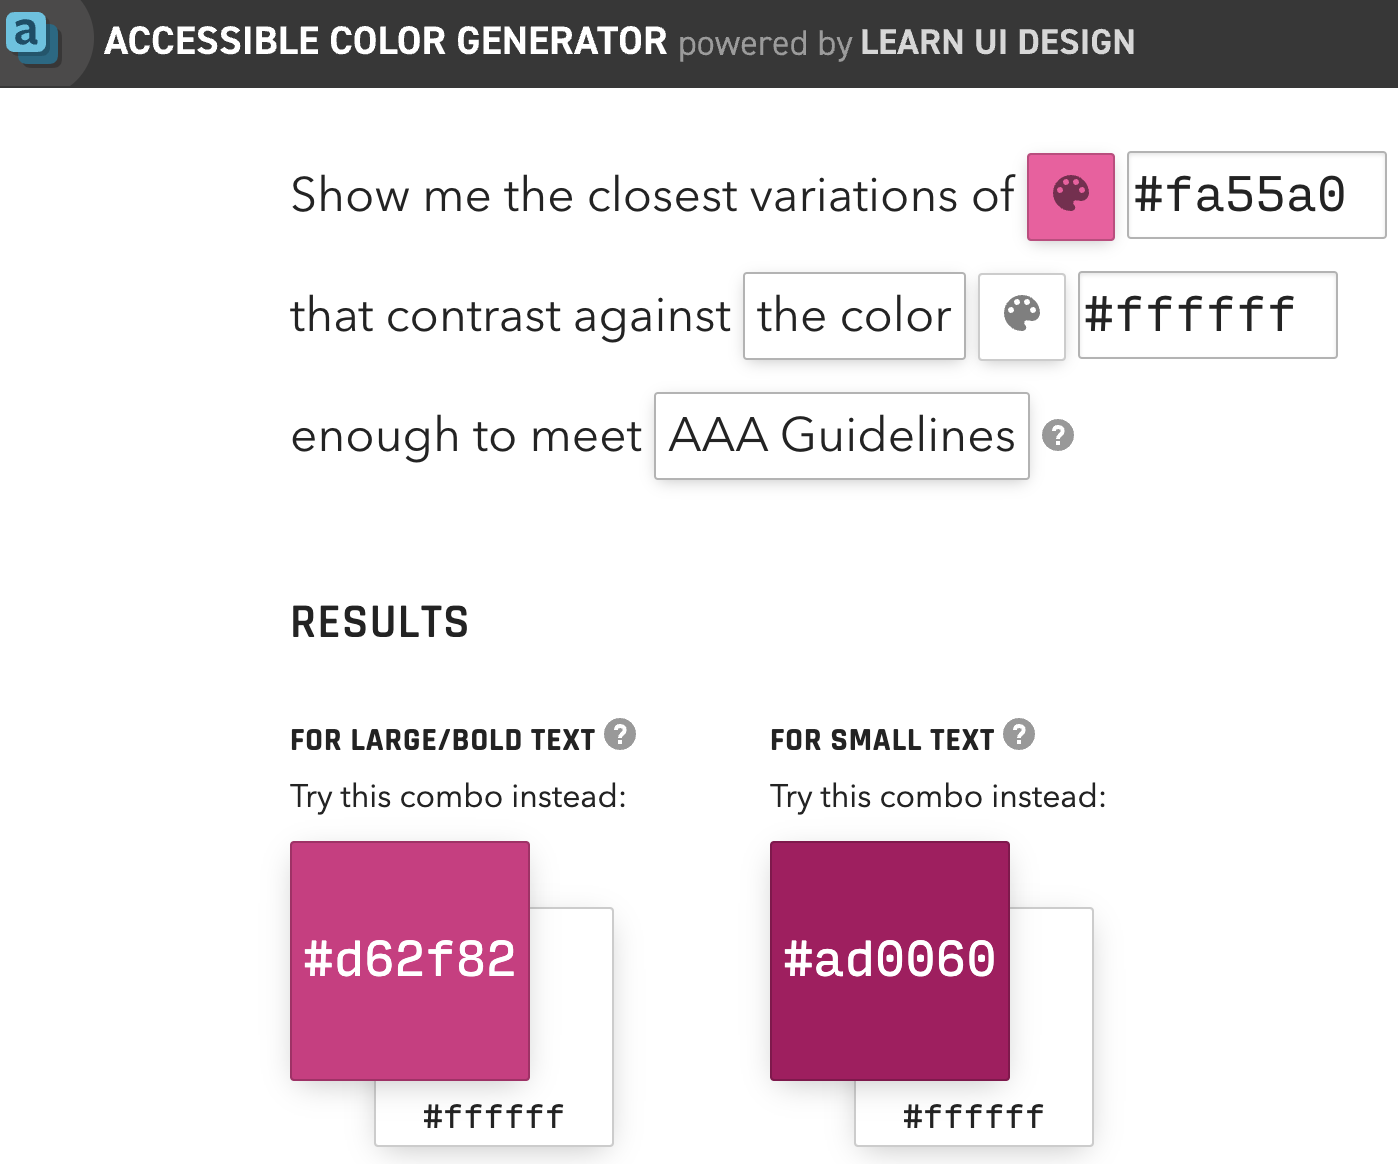 a ACCESSIBLE COLOR GENERATOR powered by LEARN UI DESIGN
Show me the closest variations of #fa55a0
that contrast against the color #ffffff
enough to meet AAA Guidelines ?
RESULTS
FOR LARGE/BOLD TEXT ?
Try this combo instead:
#d62f82
#ffffff
FOR SMALL TEXT ?
Try this combo instead:
#ad0060
#ffffff